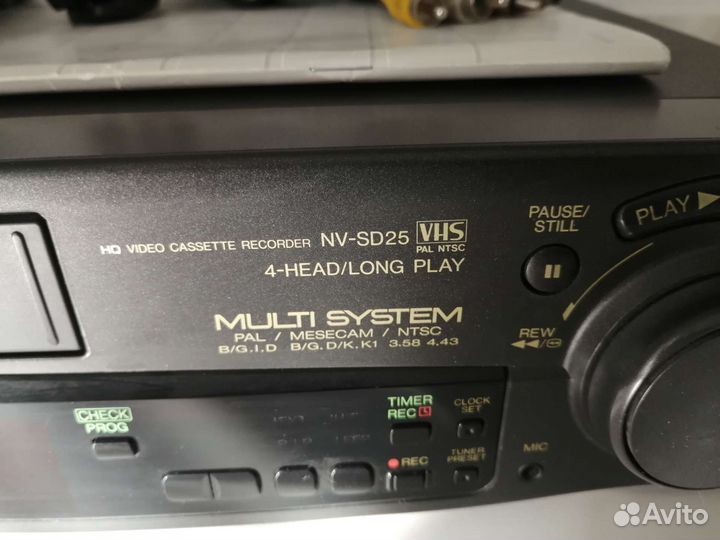 HQ VIDEO CASSETTE RECORDER NV-SD25 VHS
PAL NTSC
4-HEAD/LONG PLAY
MULTI SYSTEM
PAL / MESECAM / NTSC
B/G.I.D B/G.D/K.K1 3.58 4.43
PAUSE/
STILL
PLAY
REW
CHECK
PROG
TIMER
REC
CLOCK
SET
REC
TUNER
PRESET
MIC
Avito